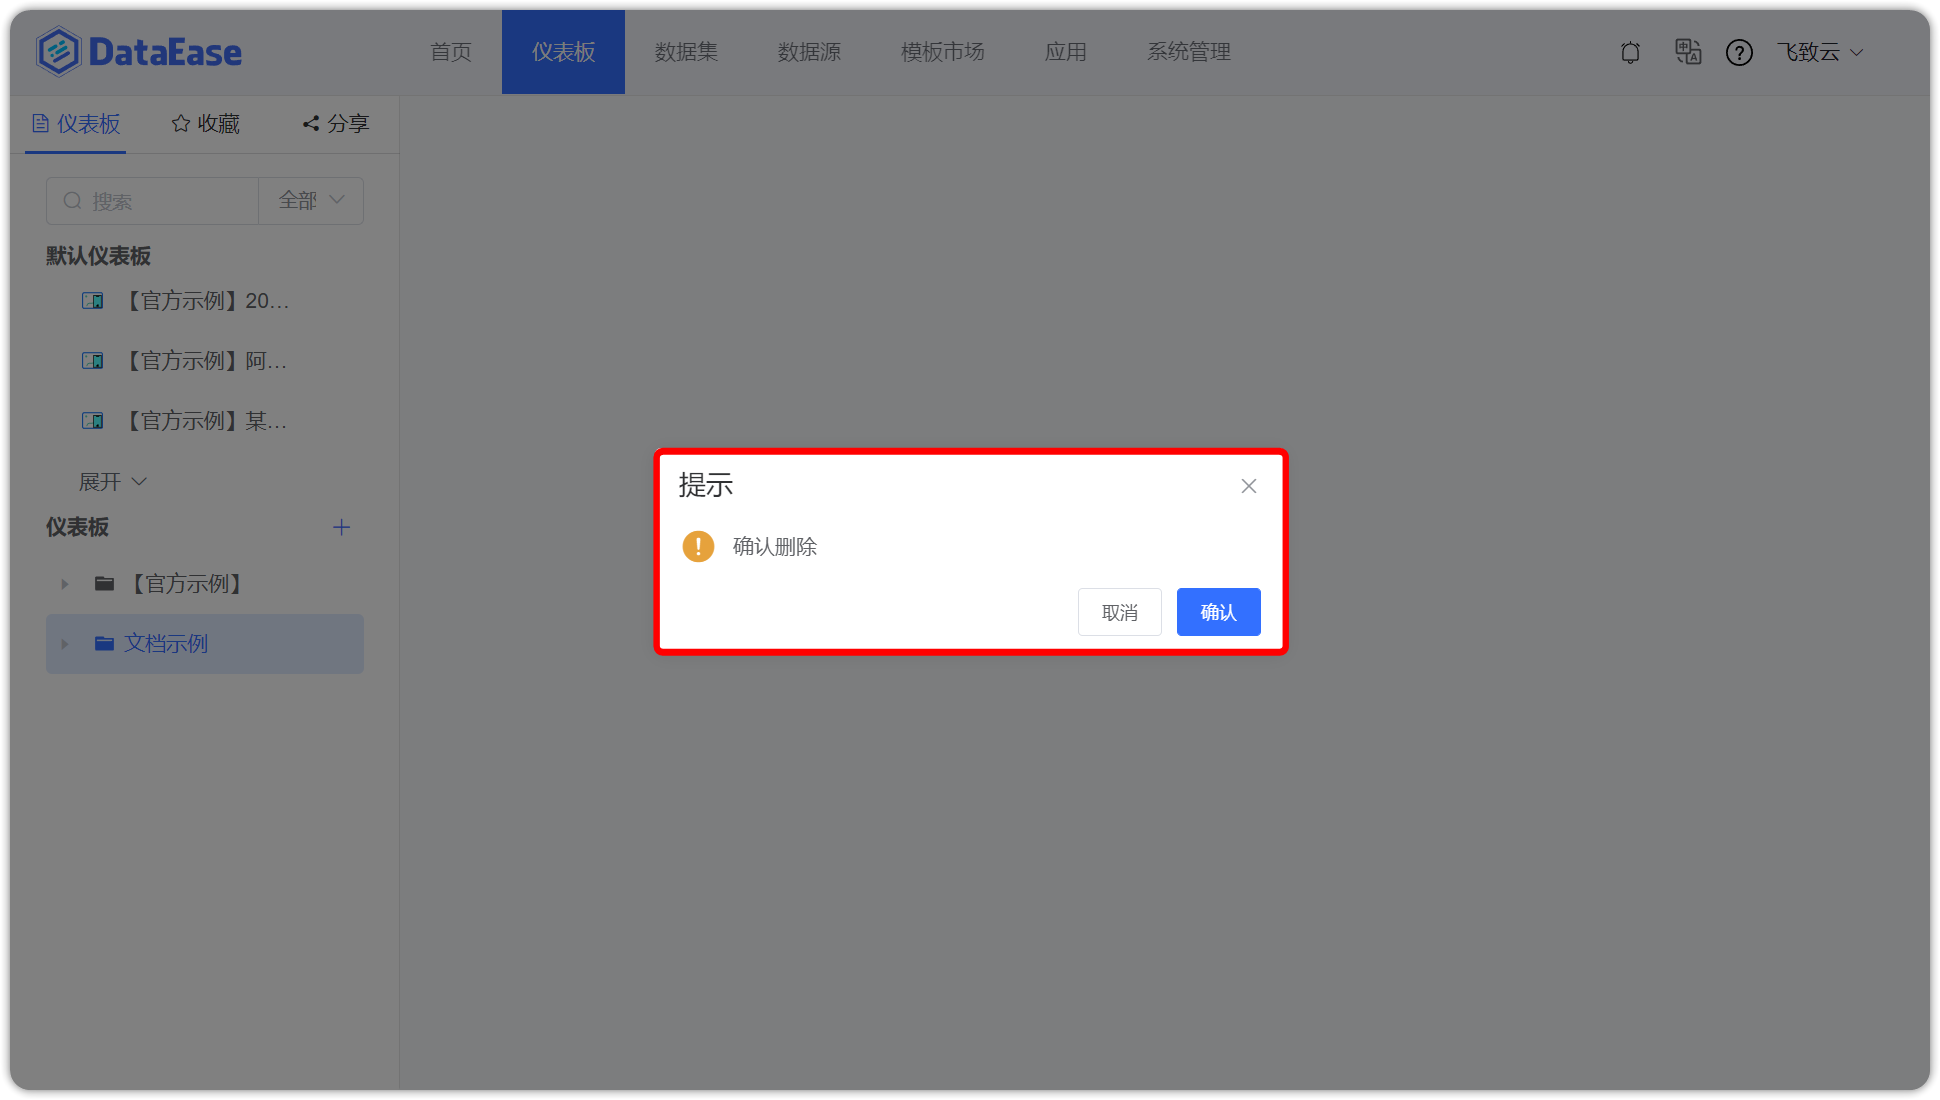 DataEase
首页
仪表板
数据集
数据源
模板市场
应用
系统管理
飞致云
仪表板
收藏
分享
搜索
全部
默认仪表板
【官方示例】20...
【官方示例】阿...
【官方示例】某...
展开
仪表板
【官方示例】
文档示例
提示
确认删除
取消
确认